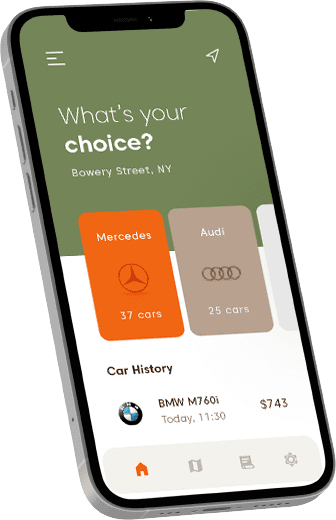 What's your
choice?
Bowery Street, NY
Mercedes
Audi
37 cars
25 cars
Car History
BMW M760i
Today, 11:30
$743